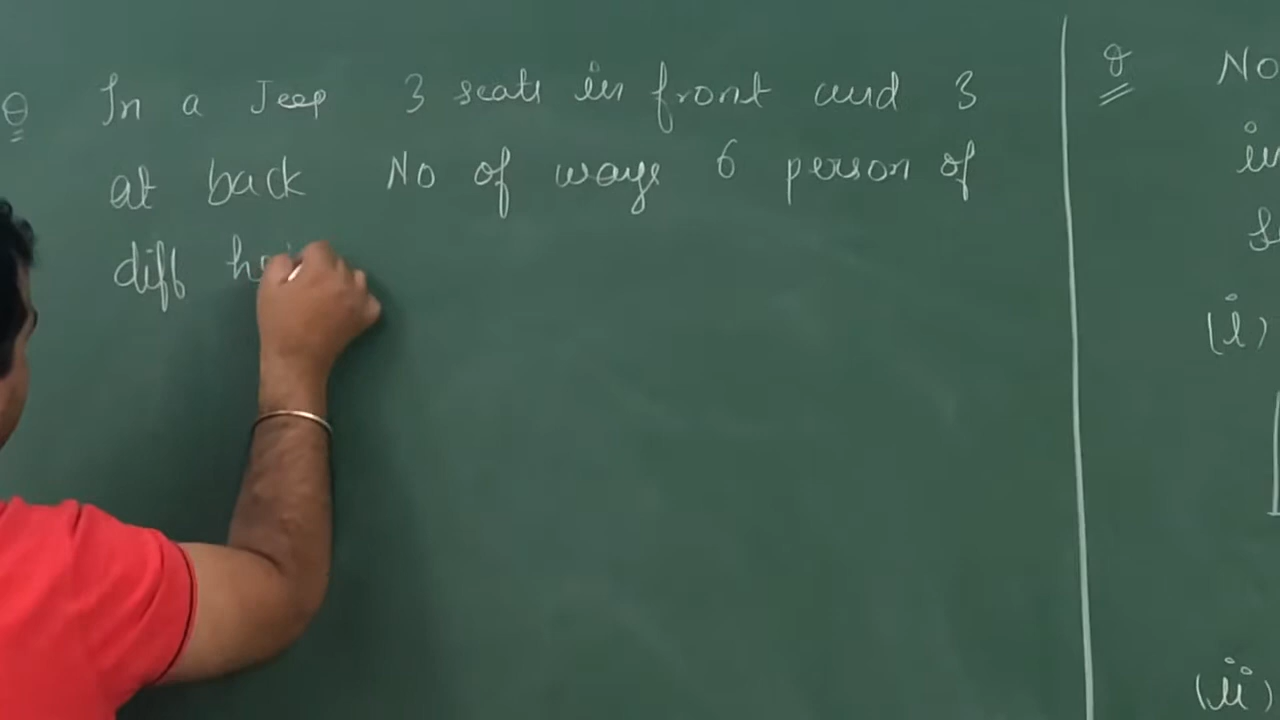 Q In a Jeep 3 seats in front and 3
at back No of ways 6 person of
diff
Q No
in
(i)
(ii)